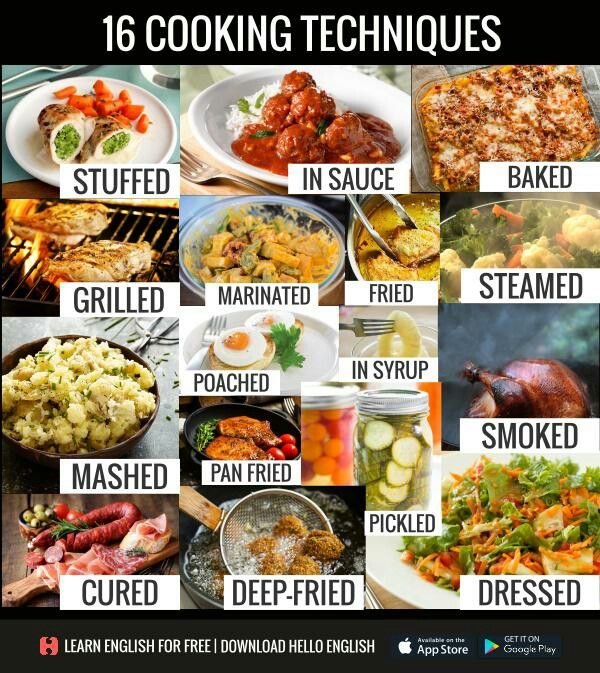 16 COOKING TECHNIQUES
STUFFED
IN SAUCE
BAKED
GRILLED
MARINATED
FRIED
STEAMED
POACHED
IN SYRUP
SMOKED
MASHED
PAN FRIED
PICKLED
CURED
DEEP-FRIED
DRESSED
LEARN ENGLISH FOR FREE | DOWNLOAD HELLO ENGLISH
Available on the
App Store
GET IT ON
Google Play